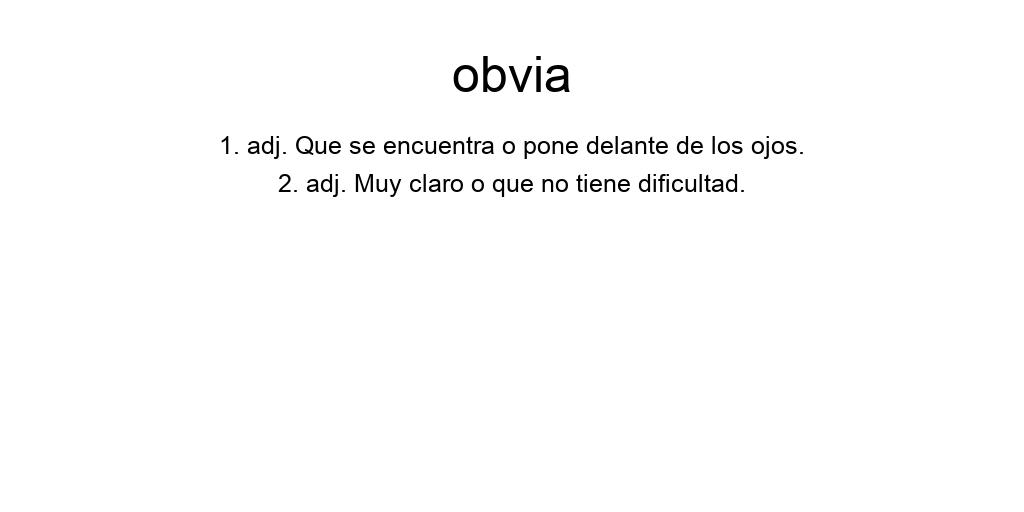 obvia
1. adj. Que se encuentra o pone delante de los ojos.
2. adj. Muy claro o que no tiene dificultad.